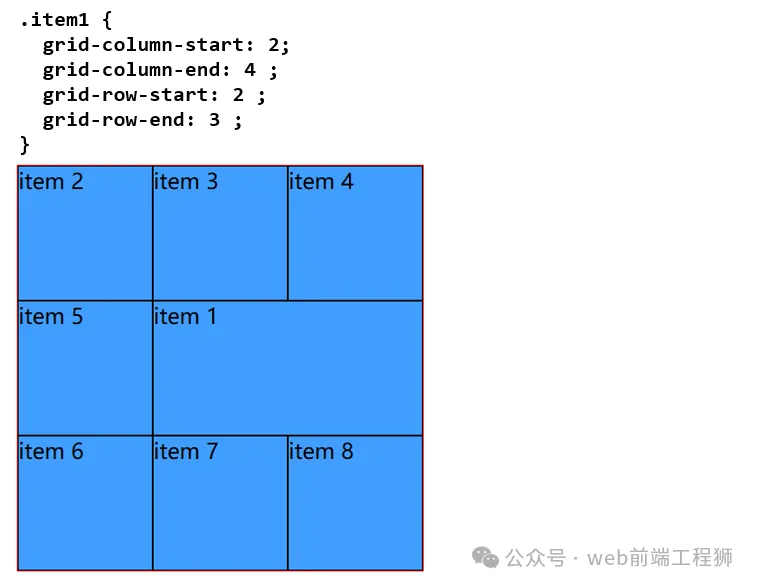 .item1 {
  grid-column-start: 2;
  grid-column-end: 4 ;
  grid-row-start: 2 ;
  grid-row-end: 3 ;
}
item 2 item 3 item 4
item 5 item 1
item 6 item 7 item 8
公众号 · web前端工程狮